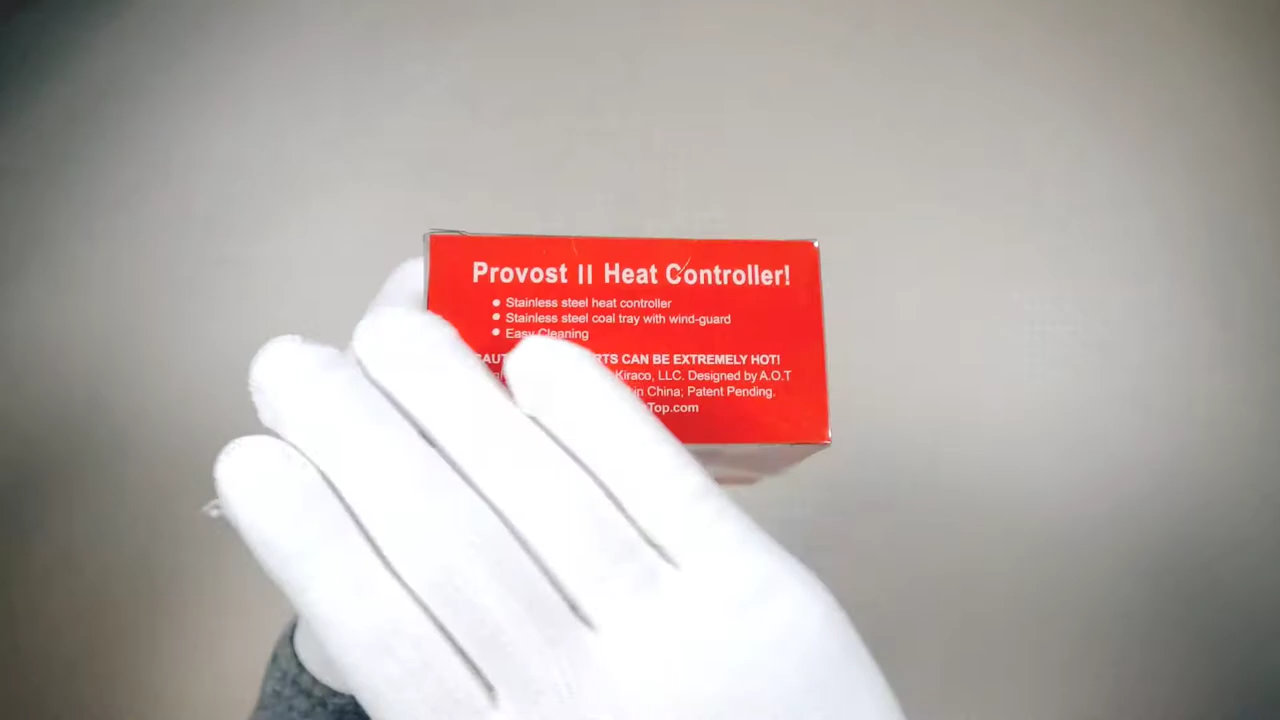 Provost II Heat Controller!
Stainless steel heat controller
Stainless steel coal tray with wind-guard
Easy Cleaning
CAN BE EXTREMELY HOT!
Kiraco, LLC. Designed by A.O.T
in China; Patent Pending.
Top.com